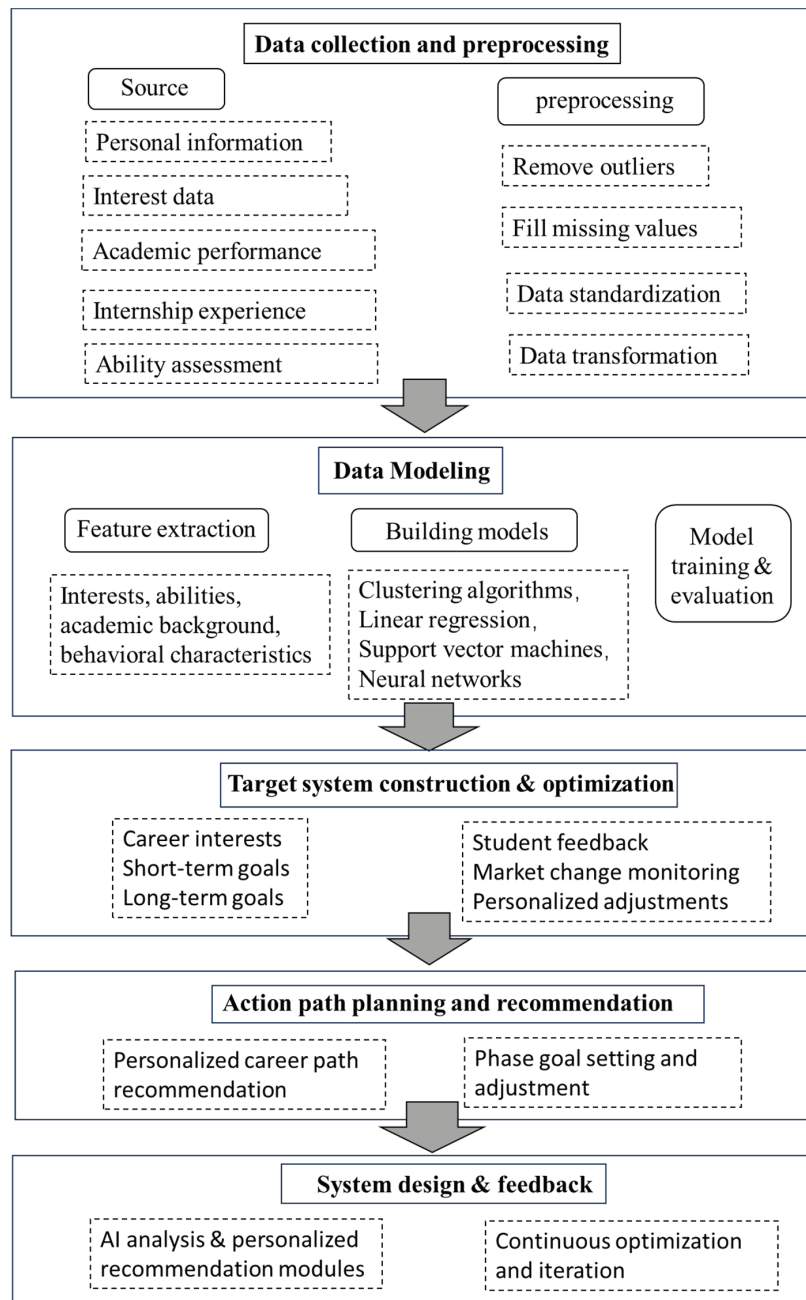 Data collection and preprocessing
Source
Personal information
Interest data
Academic performance
Internship experience
Ability assessment
preprocessing
Remove outliers
Fill missing values
Data standardization
Data transformation
Data Modeling
Feature extraction
Interests, abilities,
academic background,
behavioral characteristics
Building models
Clustering algorithms,
Linear regression,
Support vector machines,
Neural networks
Model
training &
evaluation
Target system construction & optimization
Career interests
Short-term goals
Long-term goals
Student feedback
Market change monitoring
Personalized adjustments
Action path planning and recommendation
Personalized career path
recommendation
Phase goal setting and
adjustment
System design & feedback
AI analysis & personalized
recommendation modules
Continuous optimization
and iteration